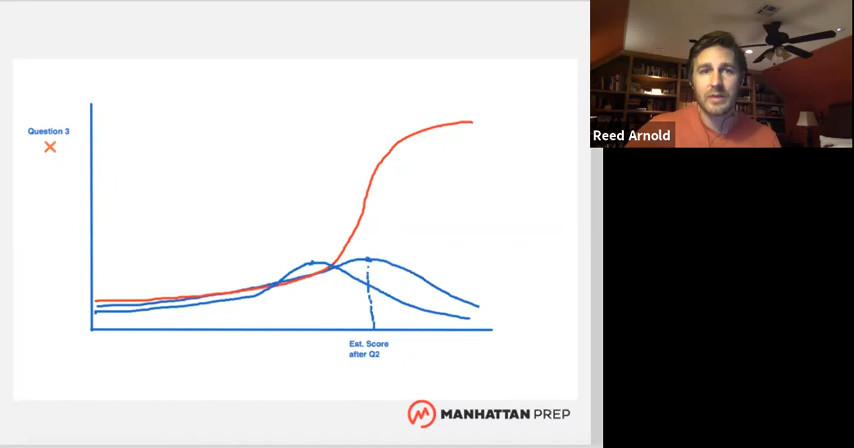 Question 3
Reed Arnold
Est. Score
after Q2
MANHATTAN PREP